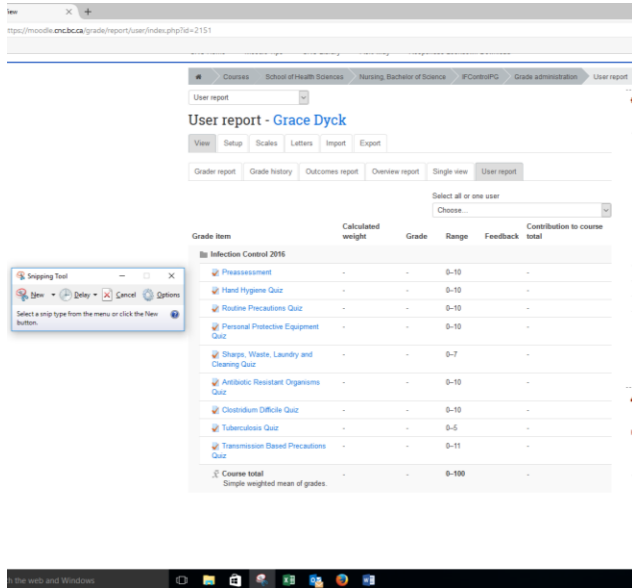 iew
https://moodle.cnc.bc.ca/grade/report/user/index.php?id=2151
Courses School of Health Sciences Nursing, Bachelor of Science IFControlPG Grade administration User report
User report
User report - Grace Dyck
View Setup Scales Letters Import Export
Grader report Grade history Outcomes report Overview report Single view User report
Select all or one user
Choose...
Grade item Calculated weight Grade Range Feedback Contribution to course total
Infection Control 2016
Preassessment - - 0–10 -
Hand Hygiene Quiz - - 0–10 -
Routine Precautions Quiz - - 0–10 -
Personal Protective Equipment - - 0–10 -
Quiz
Sharps, Waste, Laundry and - - 0–7 -
Cleaning Quiz
Antibiotic Resistant Organisms - - 0–10 -
Quiz
Clostridium Difficile Quiz - - 0–10 -
Tuberculosis Quiz - - 0–5 -
Transmission Based Precautions - - 0–11 -
Quiz
Course total - - 0–100 -
Simple weighted mean of grades.
Snipping Tool
New Delay Cancel Options
Select a snip type from the menu or click the New
button.
h the web and Windows